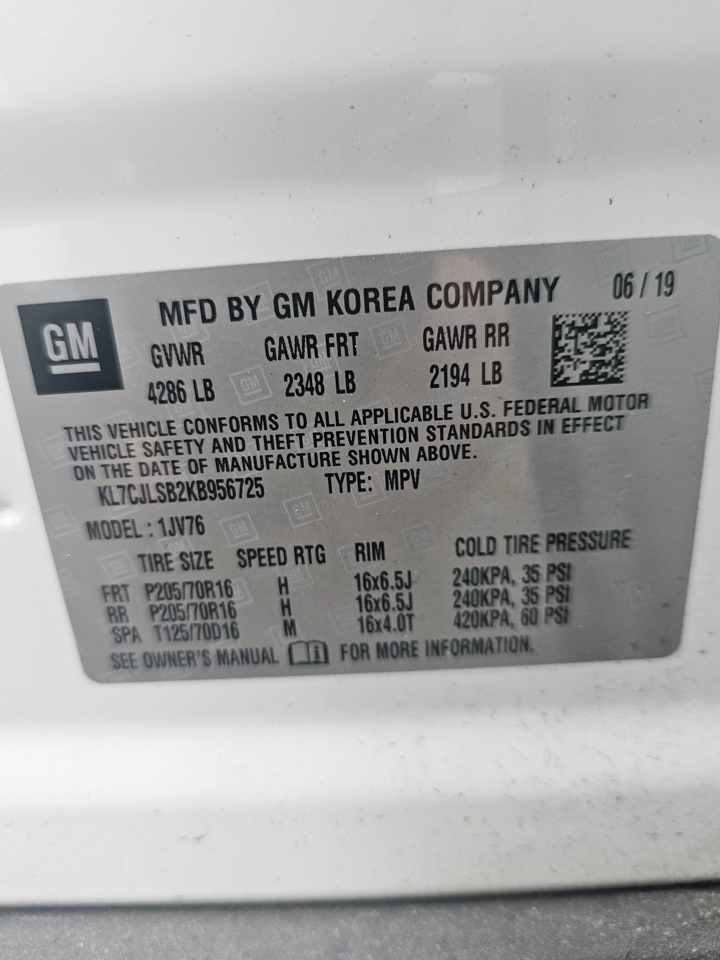 GM
MFD BY GM KOREA COMPANY 06 / 19
GVWR GAWR FRT GAWR RR
4286 LB 2348 LB 2194 LB
THIS VEHICLE CONFORMS TO ALL APPLICABLE U.S. FEDERAL MOTOR
VEHICLE SAFETY AND THEFT PREVENTION STANDARDS IN EFFECT
ON THE DATE OF MANUFACTURE SHOWN ABOVE.
KL7CJLSB2KB956725 TYPE: MPV
MODEL : 1JV76
TIRE SIZE SPEED RTG RIM COLD TIRE PRESSURE
FRT P205/70R16 H 16x6.5J 240KPA, 35 PSI
RR P205/70R16 H 16x6.5J 240KPA, 35 PSI
SPA T125/70D16 M 16x4.0T 420KPA, 60 PSI
SEE OWNER'S MANUAL FOR MORE INFORMATION.